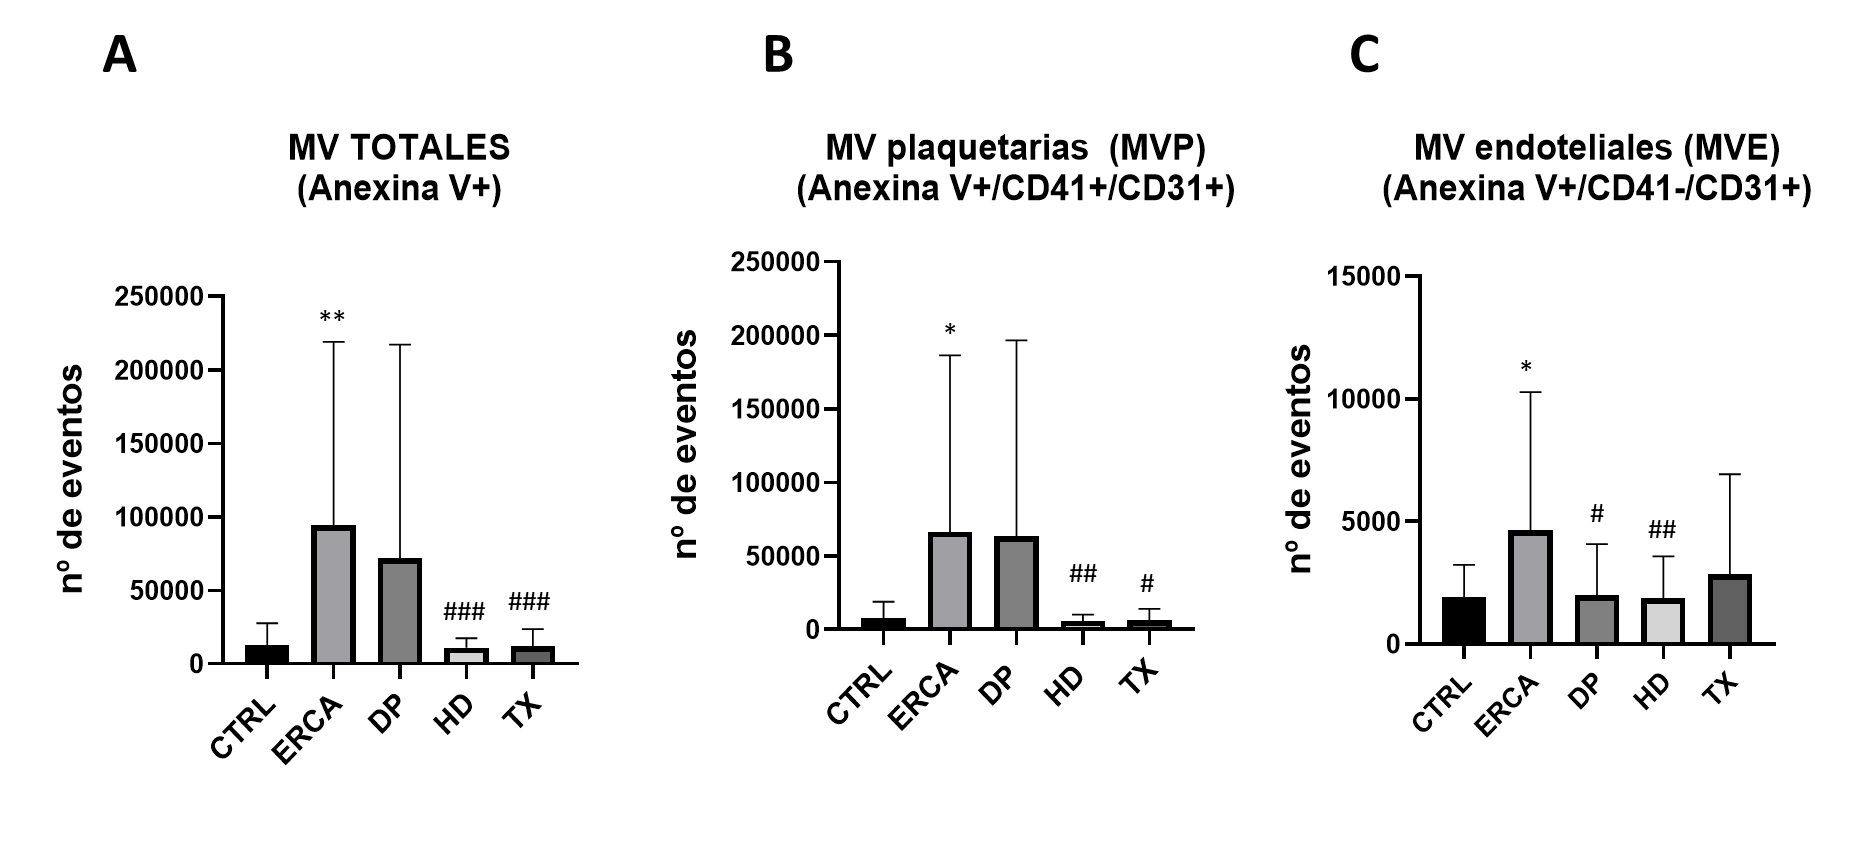 A
MV TOTALES
(Anexina V+)
nº de eventos
250000
200000
150000
100000
50000
0
**
###
###
CTRL
ERCA
DP
HD
TX
B
MV plaquetarias (MVP)
(Anexina V+/CD41+/CD31+)
nº de eventos
250000
200000
150000
100000
50000
0
*
##
#
CTRL
ERCA
DP
HD
TX
C
MV endoteliales (MVE)
(Anexina V+/CD41-/CD31+)
nº de eventos
15000
10000
5000
0
*
#
##
CTRL
ERCA
DP
HD
TX